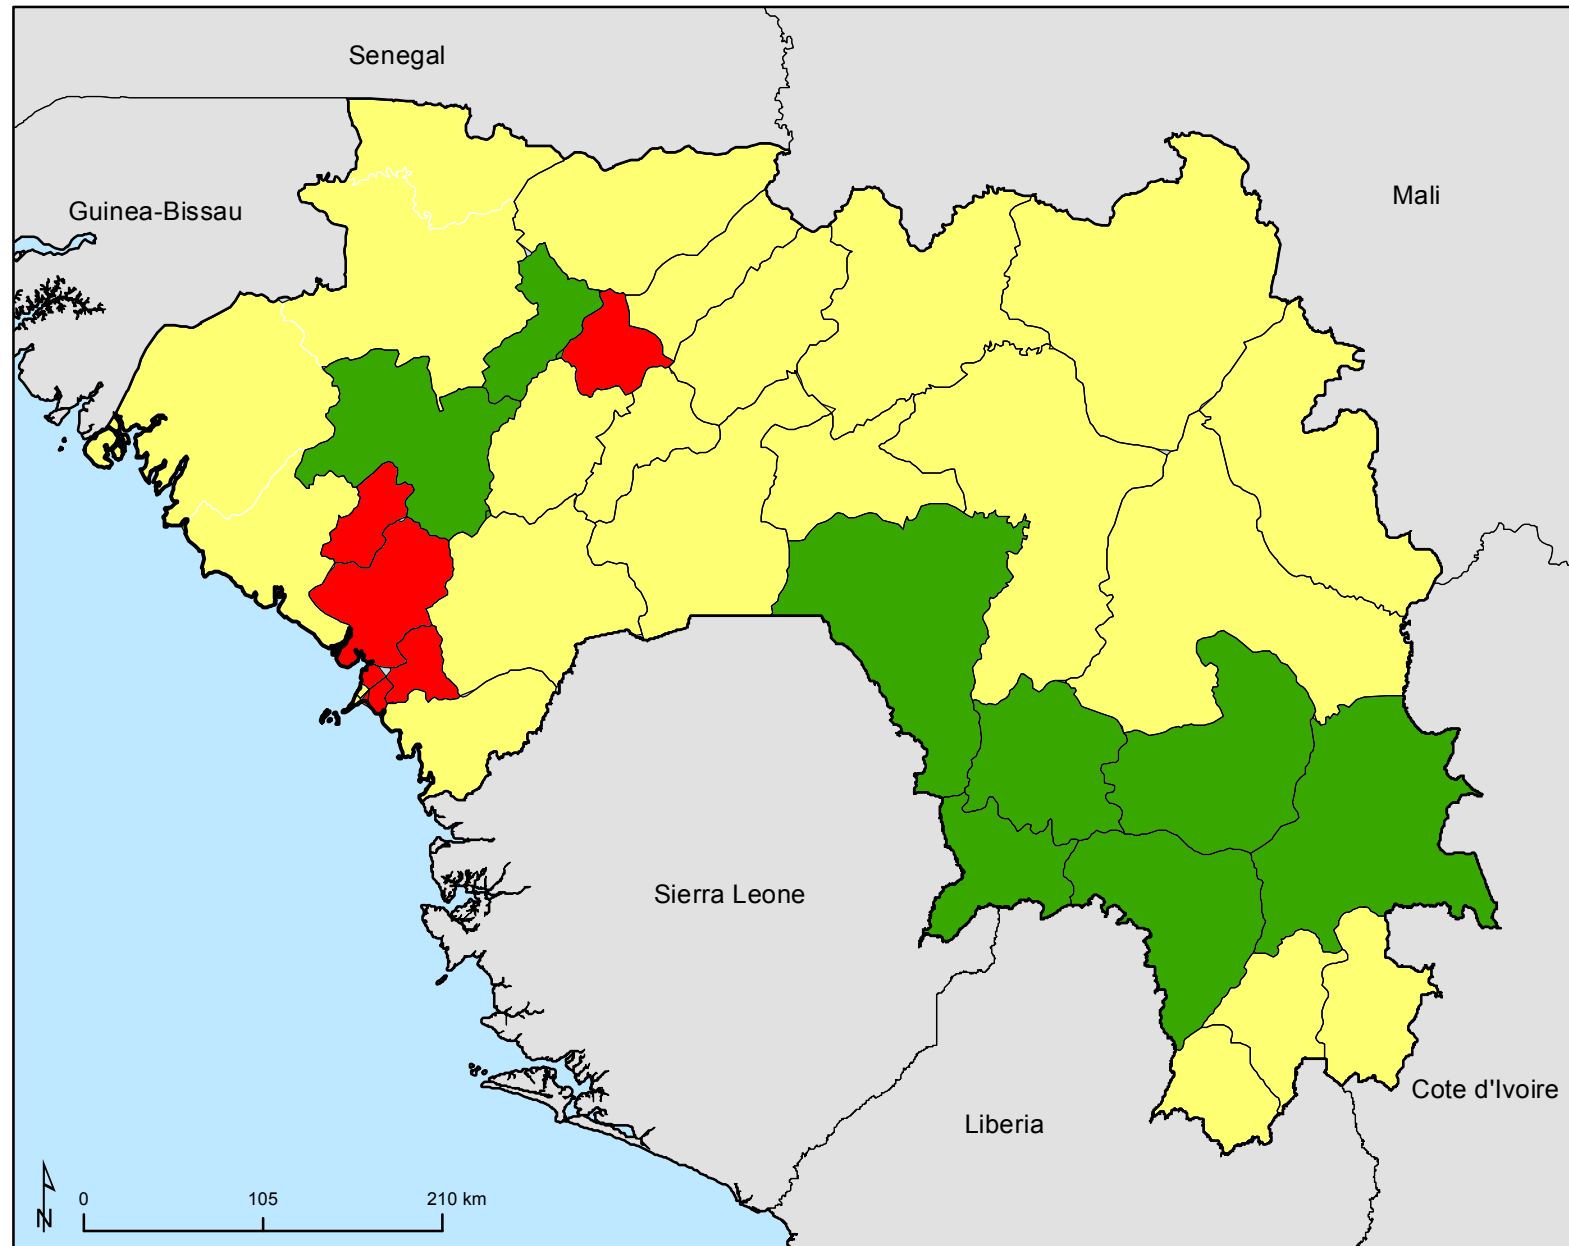 Senegal
Mali
Guinea-Bissau
Sierra Leone
Cote d'Ivoire
Liberia
N
0 105 210 km